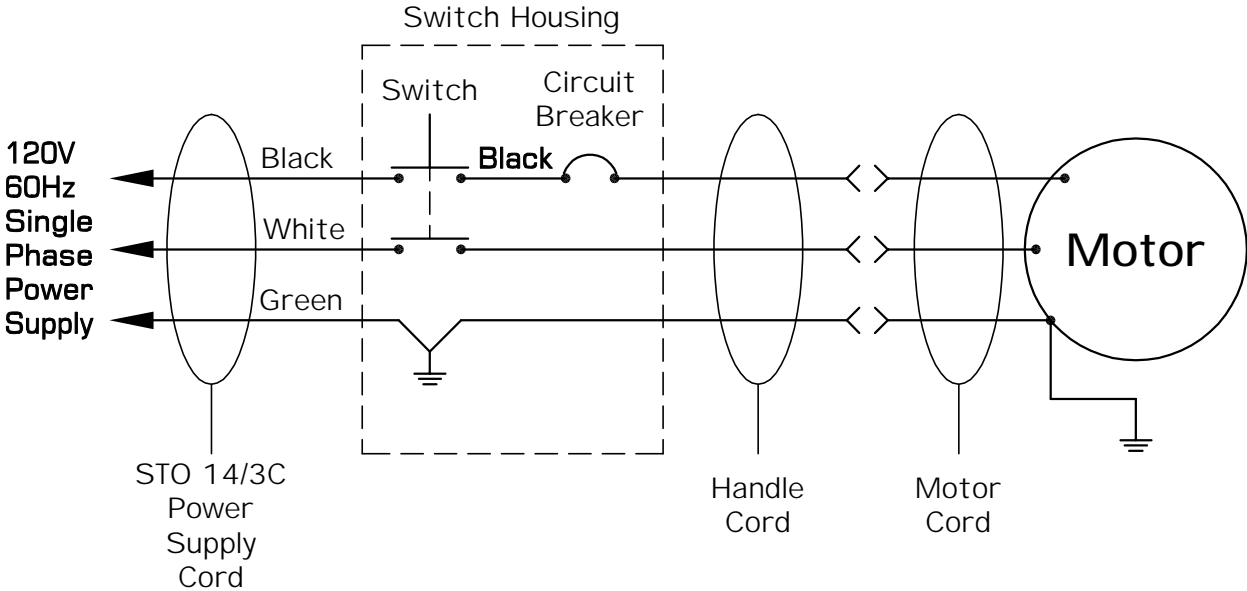 Switch Housing
Switch
Circuit
Breaker
120V
60Hz
Single
Phase
Power
Supply
Black
Black
White
Green
Motor
STO 14/3C
Power
Supply
Cord
Handle
Cord
Motor
Cord